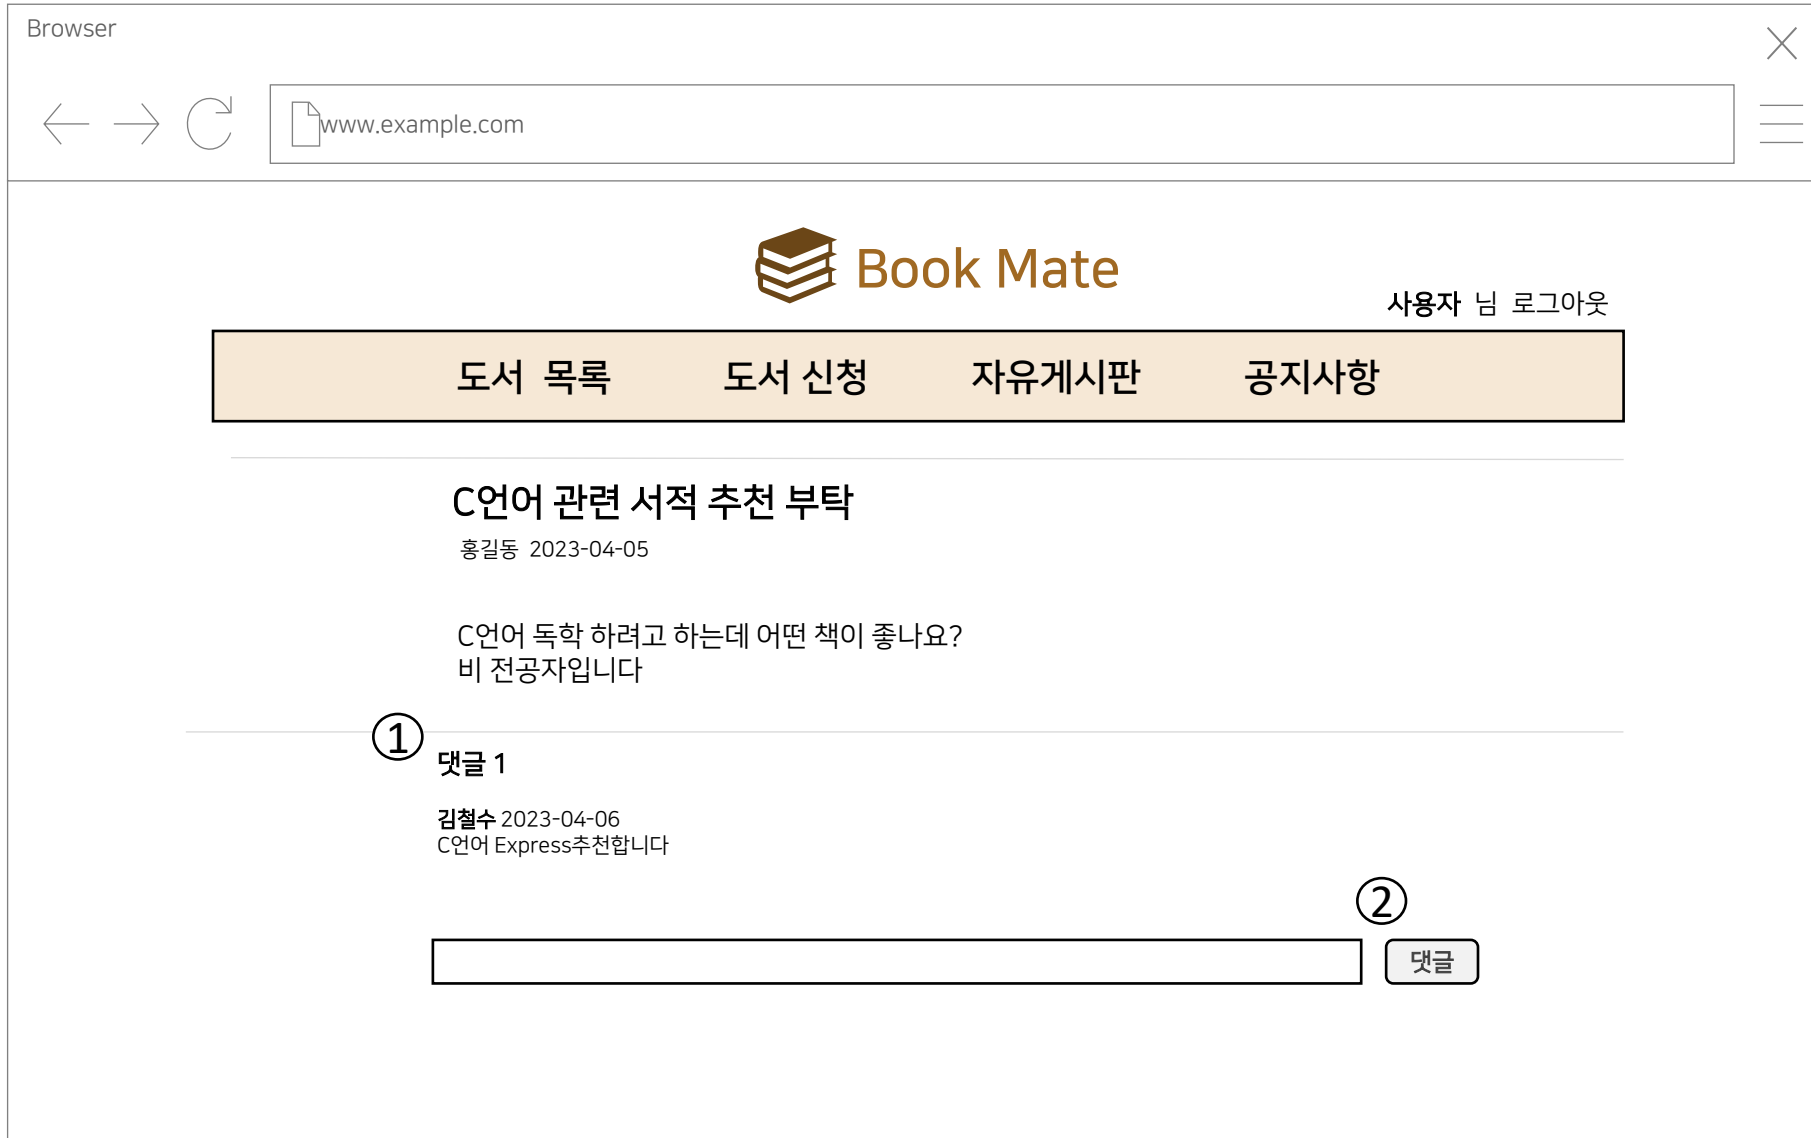 Browser
www.example.com
Book Mate
사용자 님 로그아웃
도서 목록 도서 신청 자유게시판 공지사항
C언어 관련 서적 추천 부탁
홍길동 2023-04-05
C언어 독학 하려고 하는데 어떤 책이 좋나요?
비 전공자입니다
①
댓글 1
김철수 2023-04-06
C언어 Express추천합니다
②
댓글